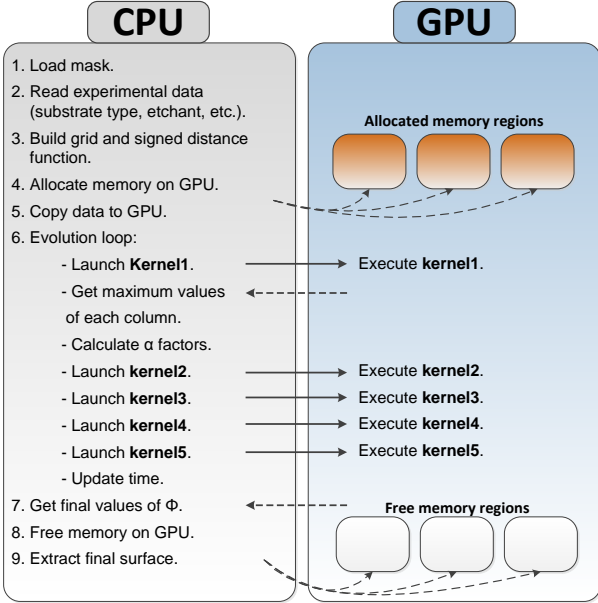 CPU
GPU
1. Load mask.
2. Read experimental data
(substrate type, etchant, etc.).
3. Build grid and signed distance
function.
4. Allocate memory on GPU.
5. Copy data to GPU.
6. Evolution loop:
- Launch Kernel1.
- Get maximum values
of each column.
- Calculate α factors.
- Launch kernel2.
- Launch kernel3.
- Launch kernel4.
- Launch kernel5.
- Update time.
7. Get final values of Φ.
8. Free memory on GPU.
9. Extract final surface.
Allocated memory regions
Execute kernel1.
Execute kernel2.
Execute kernel3.
Execute kernel4.
Execute kernel5.
Free memory regions